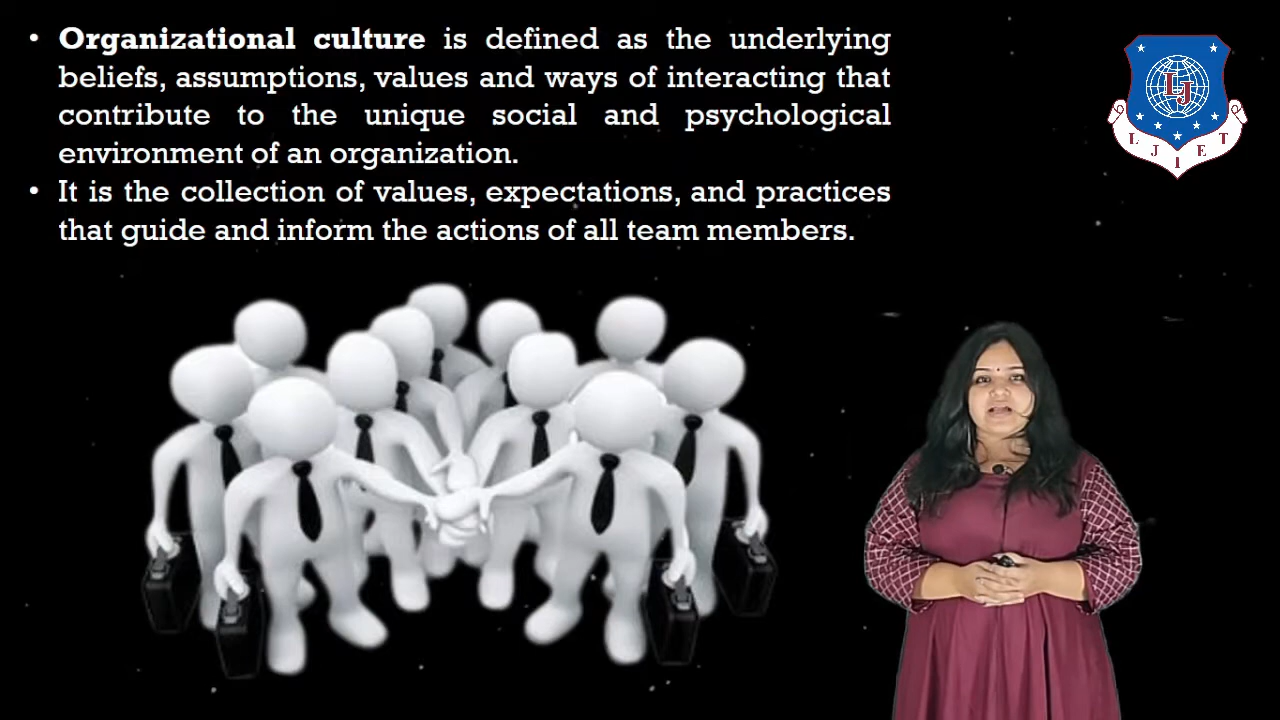 • Organizational culture is defined as the underlying
beliefs, assumptions, values and ways of interacting that
contribute to the unique social and psychological
environment of an organization.
• It is the collection of values, expectations, and practices
that guide and inform the actions of all team members.
LJ
L J I E T